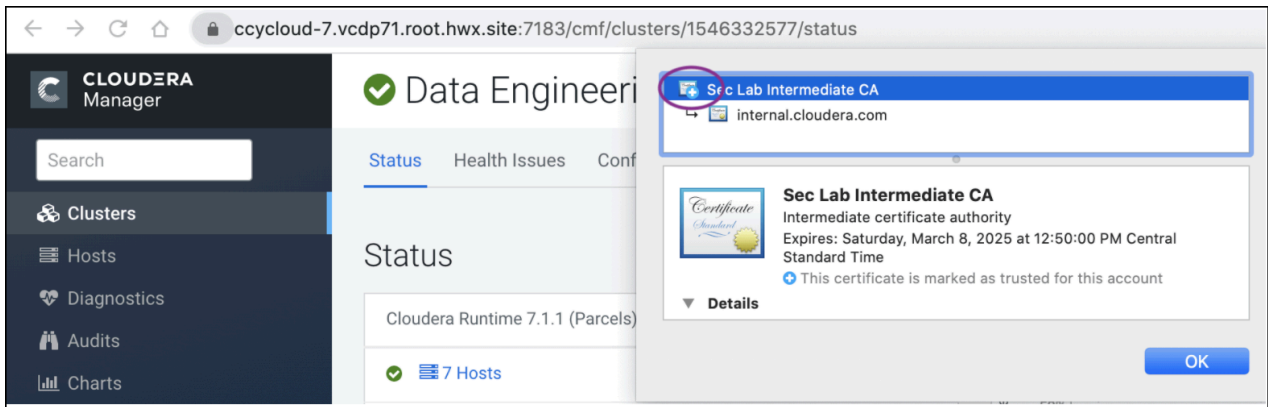 ccycloud-7.vcdp71.root.hwx.site:7183/cmf/clusters/1546332577/status
CLOUDERA
Manager
Search
Clusters
Hosts
Diagnostics
Audits
Charts
Data Engineeri
Status Health Issues Conf
Status
Cloudera Runtime 7.1.1 (Parcels)
7 Hosts
Sec Lab Intermediate CA
internal.cloudera.com
Certificate
Standard
Sec Lab Intermediate CA
Intermediate certificate authority
Expires: Saturday, March 8, 2025 at 12:50:00 PM Central
Standard Time
This certificate is marked as trusted for this account
Details
OK